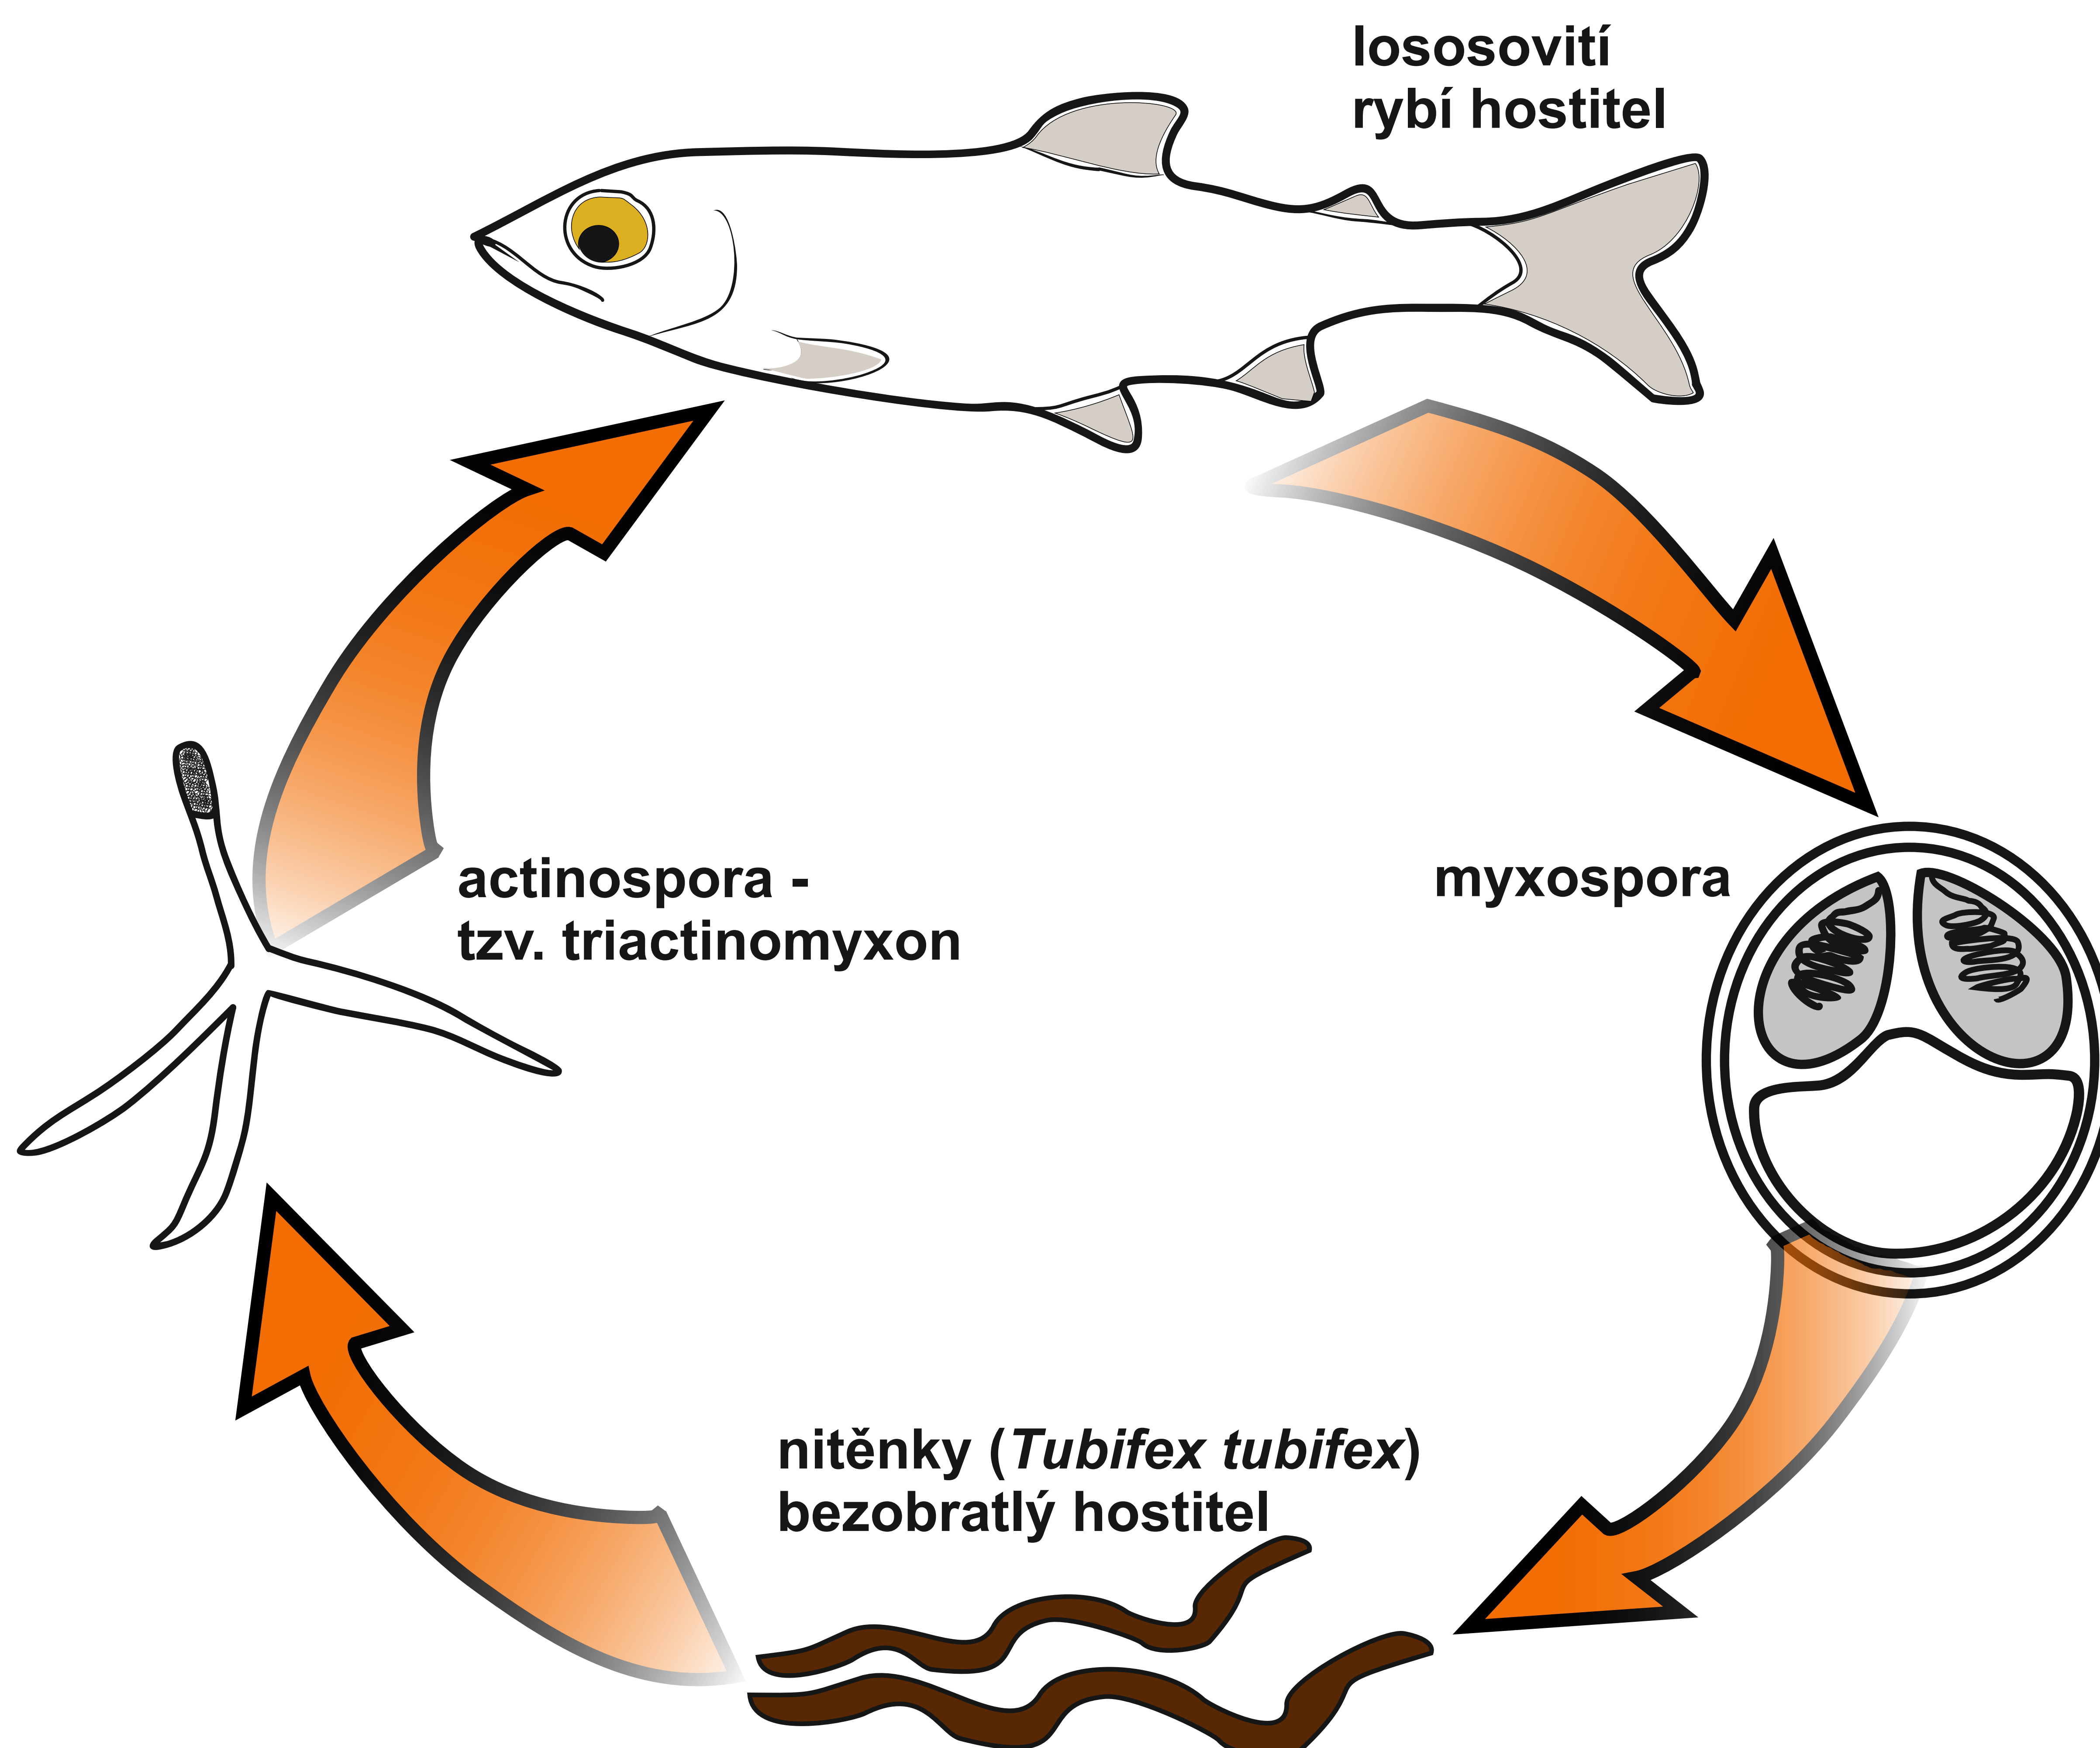 lososovití
rybí hostitel
actinospora -
tzv. triactinomyxon
myxospora
nitěnky (Tubifex tubifex)
bezobratlý hostitel